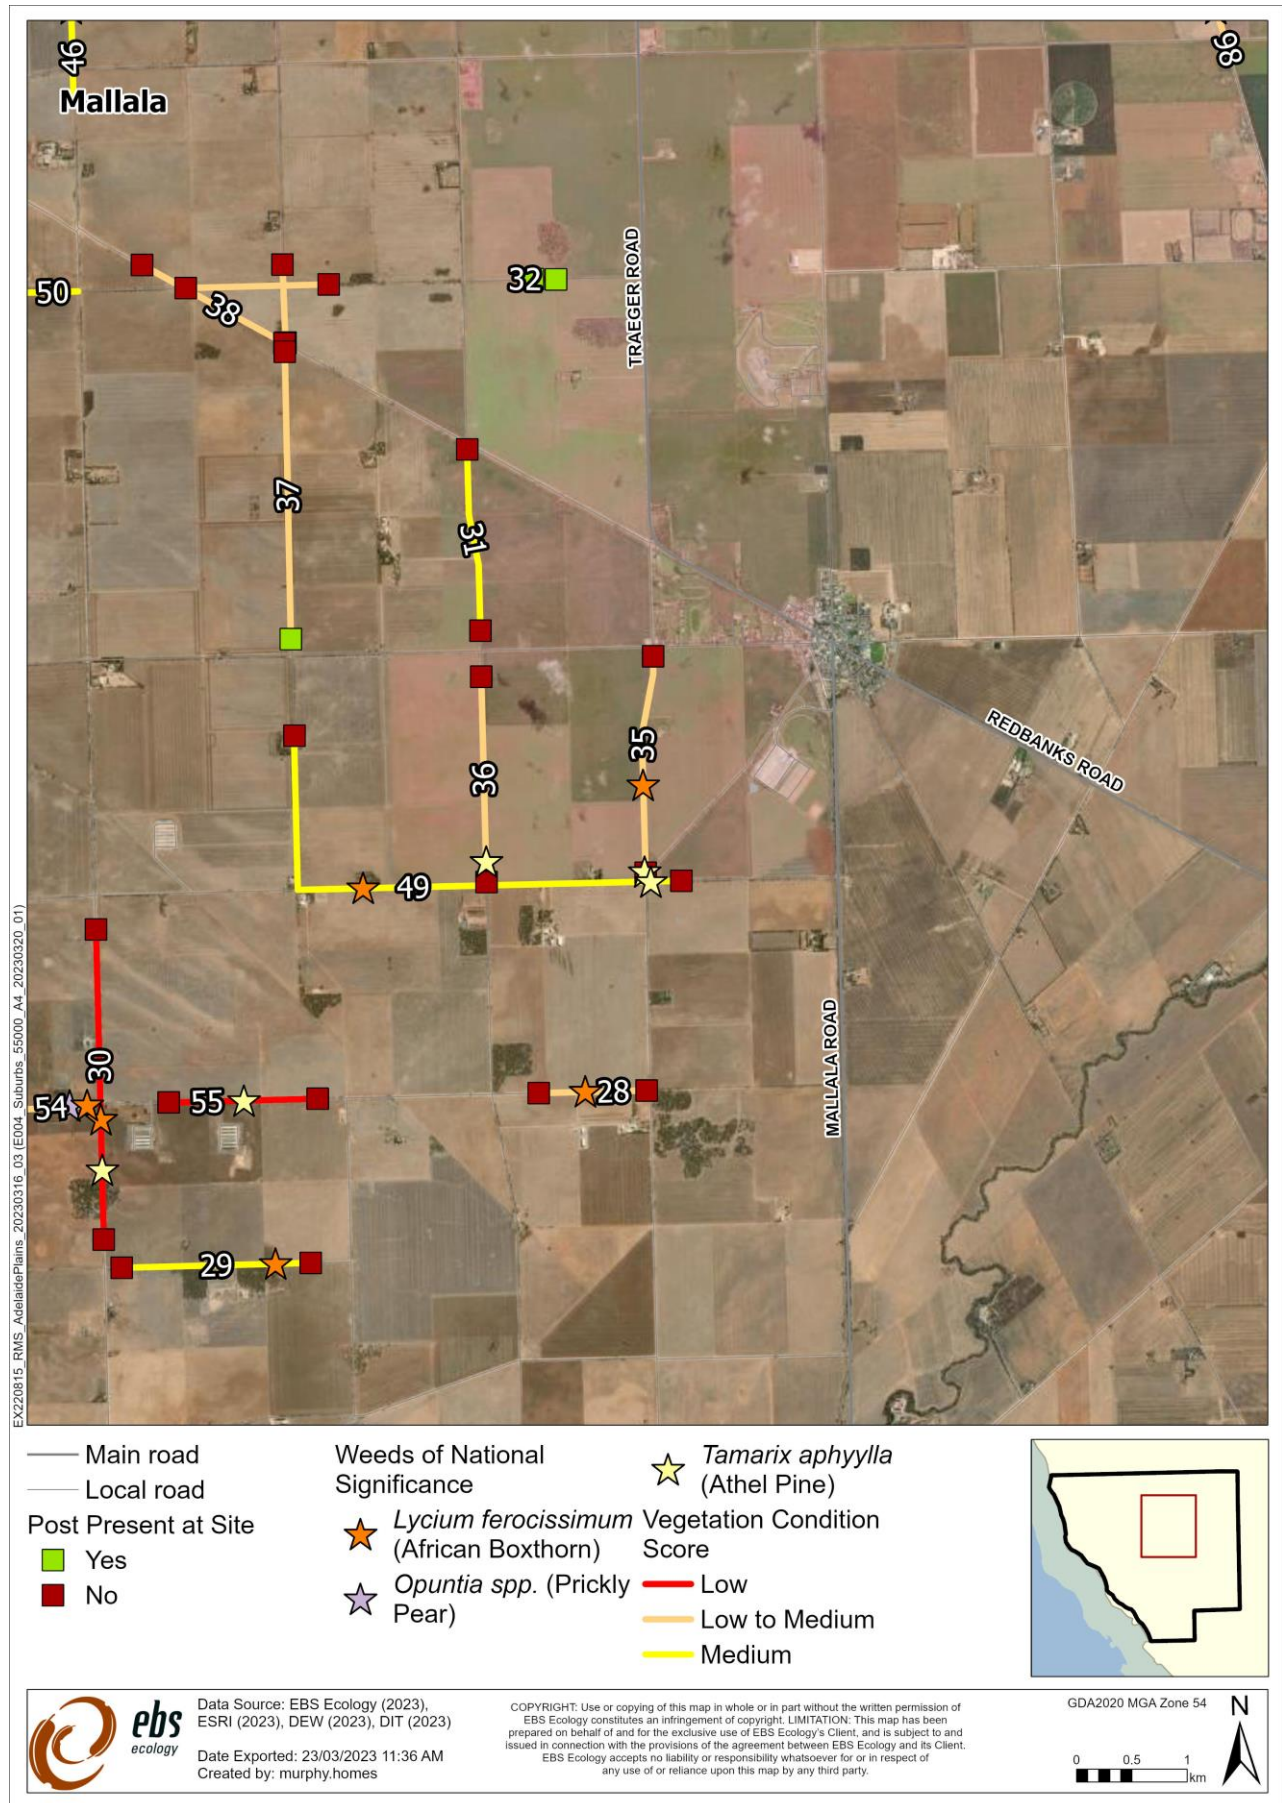 46
Mallala
86
50
38
32
TRAEGER ROAD
37
31
35
36
REDBANKS ROAD
49
MALLALA ROAD
30
54
55
28
29
EX220815_RMS_AdelaidePlains_20230316_03 (E004_Suburbs_55000_A4_20230320_01)
Main road
Local road
Post Present at Site
Yes
No
Weeds of National
Significance
Lycium ferocissimum
(African Boxthorn)
Opuntia spp. (Prickly
Pear)
Tamarix aphyylla
(Athel Pine)
Vegetation Condition
Score
Low
Low to Medium
Medium
ebs
ecology
Data Source: EBS Ecology (2023),
ESRI (2023), DEW (2023), DIT (2023)
Date Exported: 23/03/2023 11:36 AM
Created by: murphy.homes
COPYRIGHT: Use or copying of this map in whole or in part without the written permission of
EBS Ecology constitutes an infringement of copyright. LIMITATION: This map has been
prepared on behalf of and for the exclusive use of EBS Ecology's Client, and is subject to and
issued in connection with the provisions of the agreement between EBS Ecology and its Client.
EBS Ecology accepts no liability or responsibility whatsoever for or in respect of
any use of or reliance upon this map by any third party.
GDA2020 MGA Zone 54
N
0 0.5 1
km